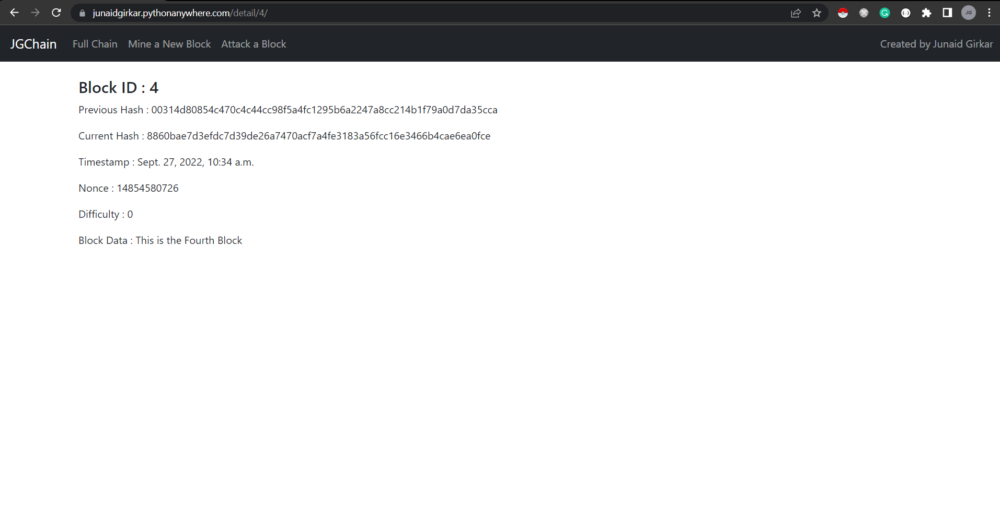 junaidgirkar.pythonanywhere.com/detail/4/
JG
JGChain Full Chain Mine a New Block Attack a Block Created by Junaid Girkar
Block ID : 4
Previous Hash : 00314d80854c470c4c44cc98f5a4fc1295b6a2247a8cc214b1f79a0d7da35cca
Current Hash : 8860bae7d3efdc7d39de26a7470acf7a4fe3183a56fcc16e3466b4cae6ea0fce
Timestamp : Sept. 27, 2022, 10:34 a.m.
Nonce : 14854580726
Difficulty : 0
Block Data : This is the Fourth Block